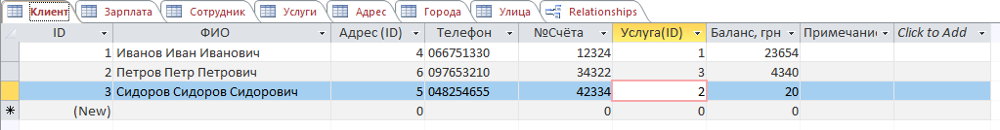 Клиент Зарплата Сотрудник Услуги Адрес Города Улица Relationships
ID ФИО Адрес (ID) Телефон №Счёта Услуга(ID) Баланс, грн Примечание Click to Add
1 Иванов Иван Иванович 4 066751330 12324 1 23654
2 Петров Петр Петрович 6 097653210 34322 3 4340
3 Сидоров Сидоров Сидорович 5 048254655 42334 2 20
(New) 0 0 0 0